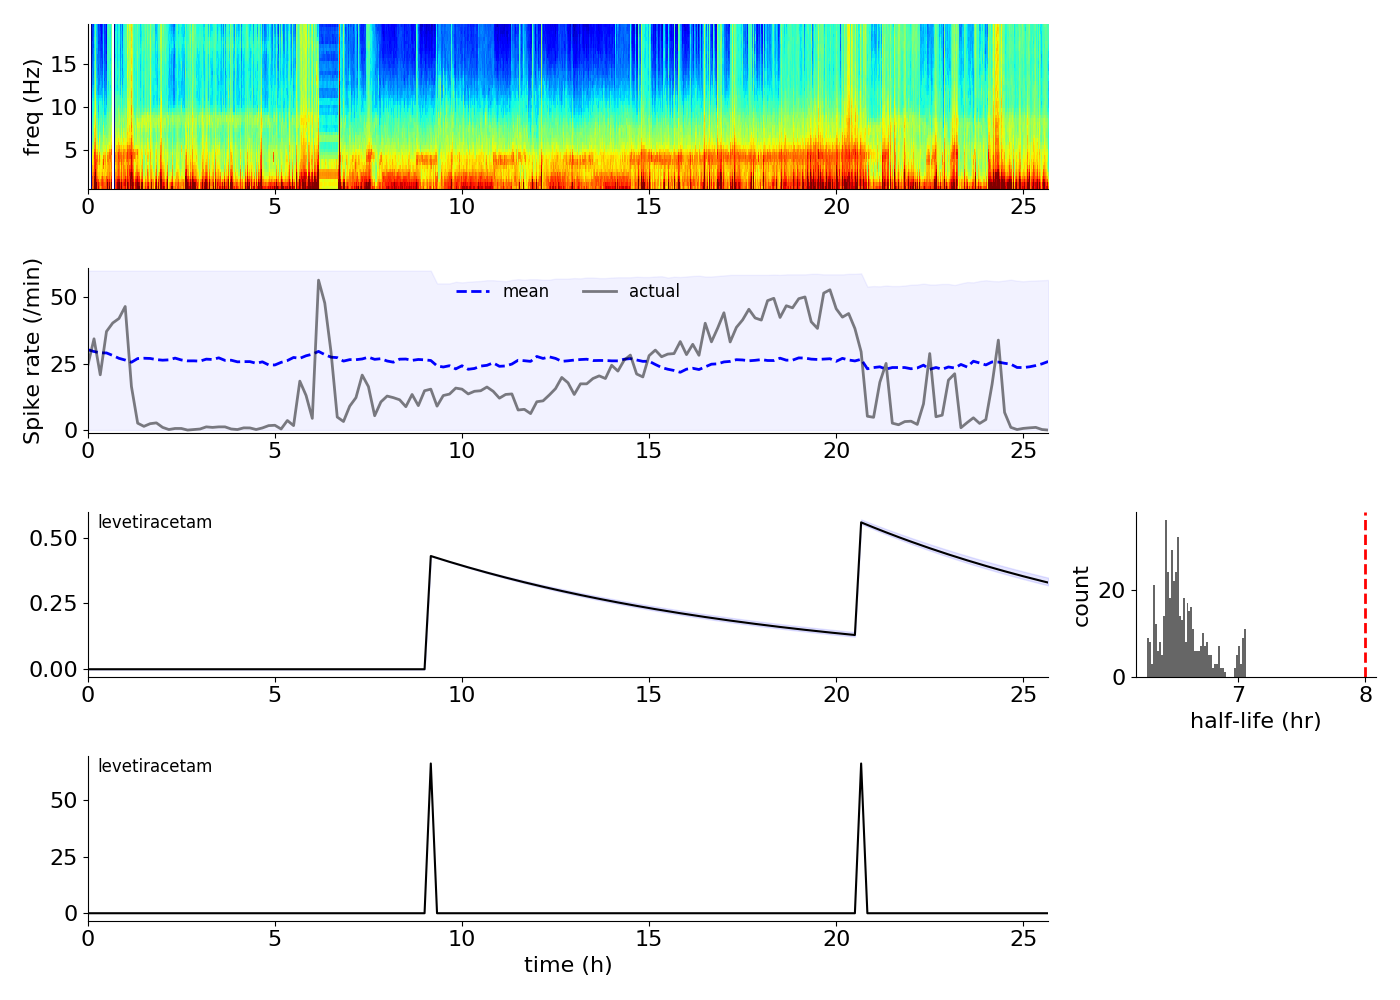 freq (Hz)
15
10
5
0 5 10 15 20 25
Spike rate (/min)
50
25
0
mean actual
0 5 10 15 20 25
levetiracetam
0.50
0.25
0.00
0 5 10 15 20 25
count
20
0
7 8
half-life (hr)
levetiracetam
50
25
0
0 5 10 15 20 25
time (h)